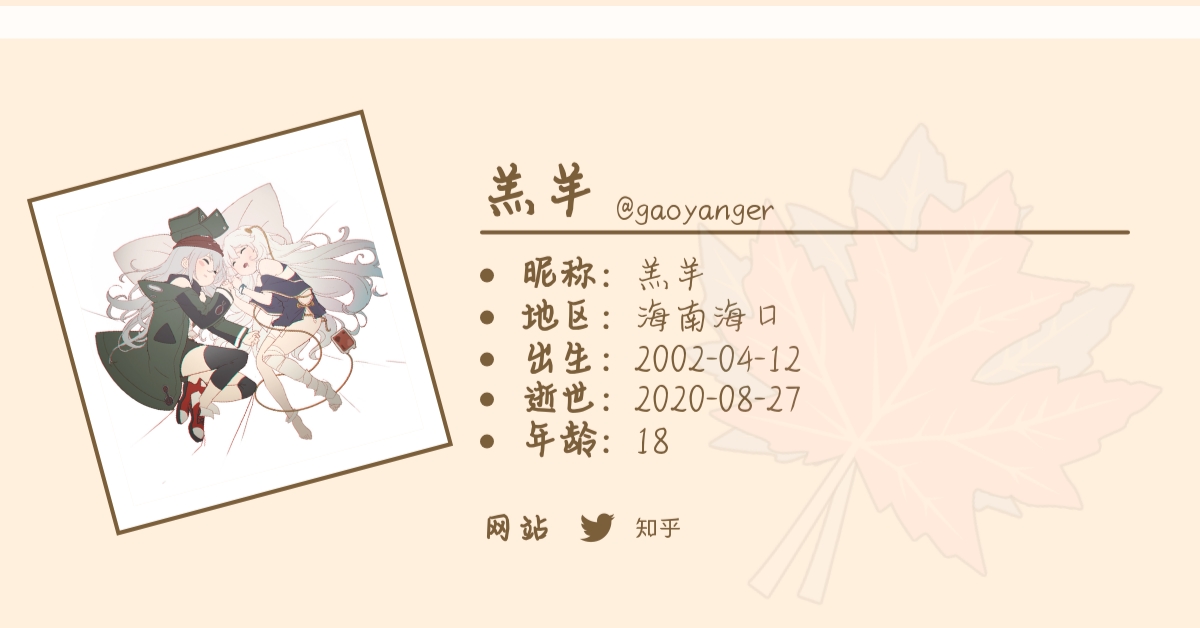 羔羊 @gaoyanger
昵称：羔羊
地区：海南海口
出生：2002-04-12
逝世：2020-08-27
年龄：18
网站 知乎